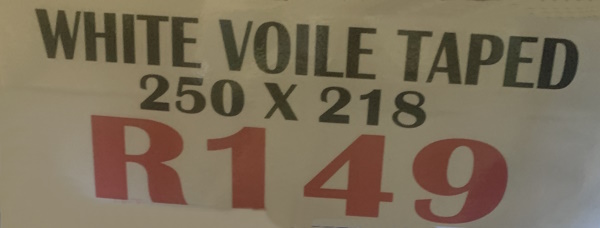 WHITE VOILE TAPED
250 X 218
R149